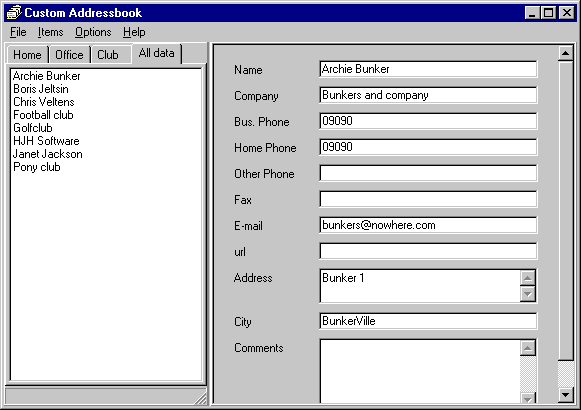 Custom Addressbook
File Items Options Help
Home Office Club All data
Archie Bunker
Boris Jeltsin
Chris Veltens
Football club
Golfclub
HJH Software
Janet Jackson
Pony club
Name Archie Bunker
Company Bunkers and company
Bus. Phone 09090
Home Phone 09090
Other Phone
Fax
E-mail bunkers@nowhere.com
url
Address Bunker 1
City BunkerVille
Comments